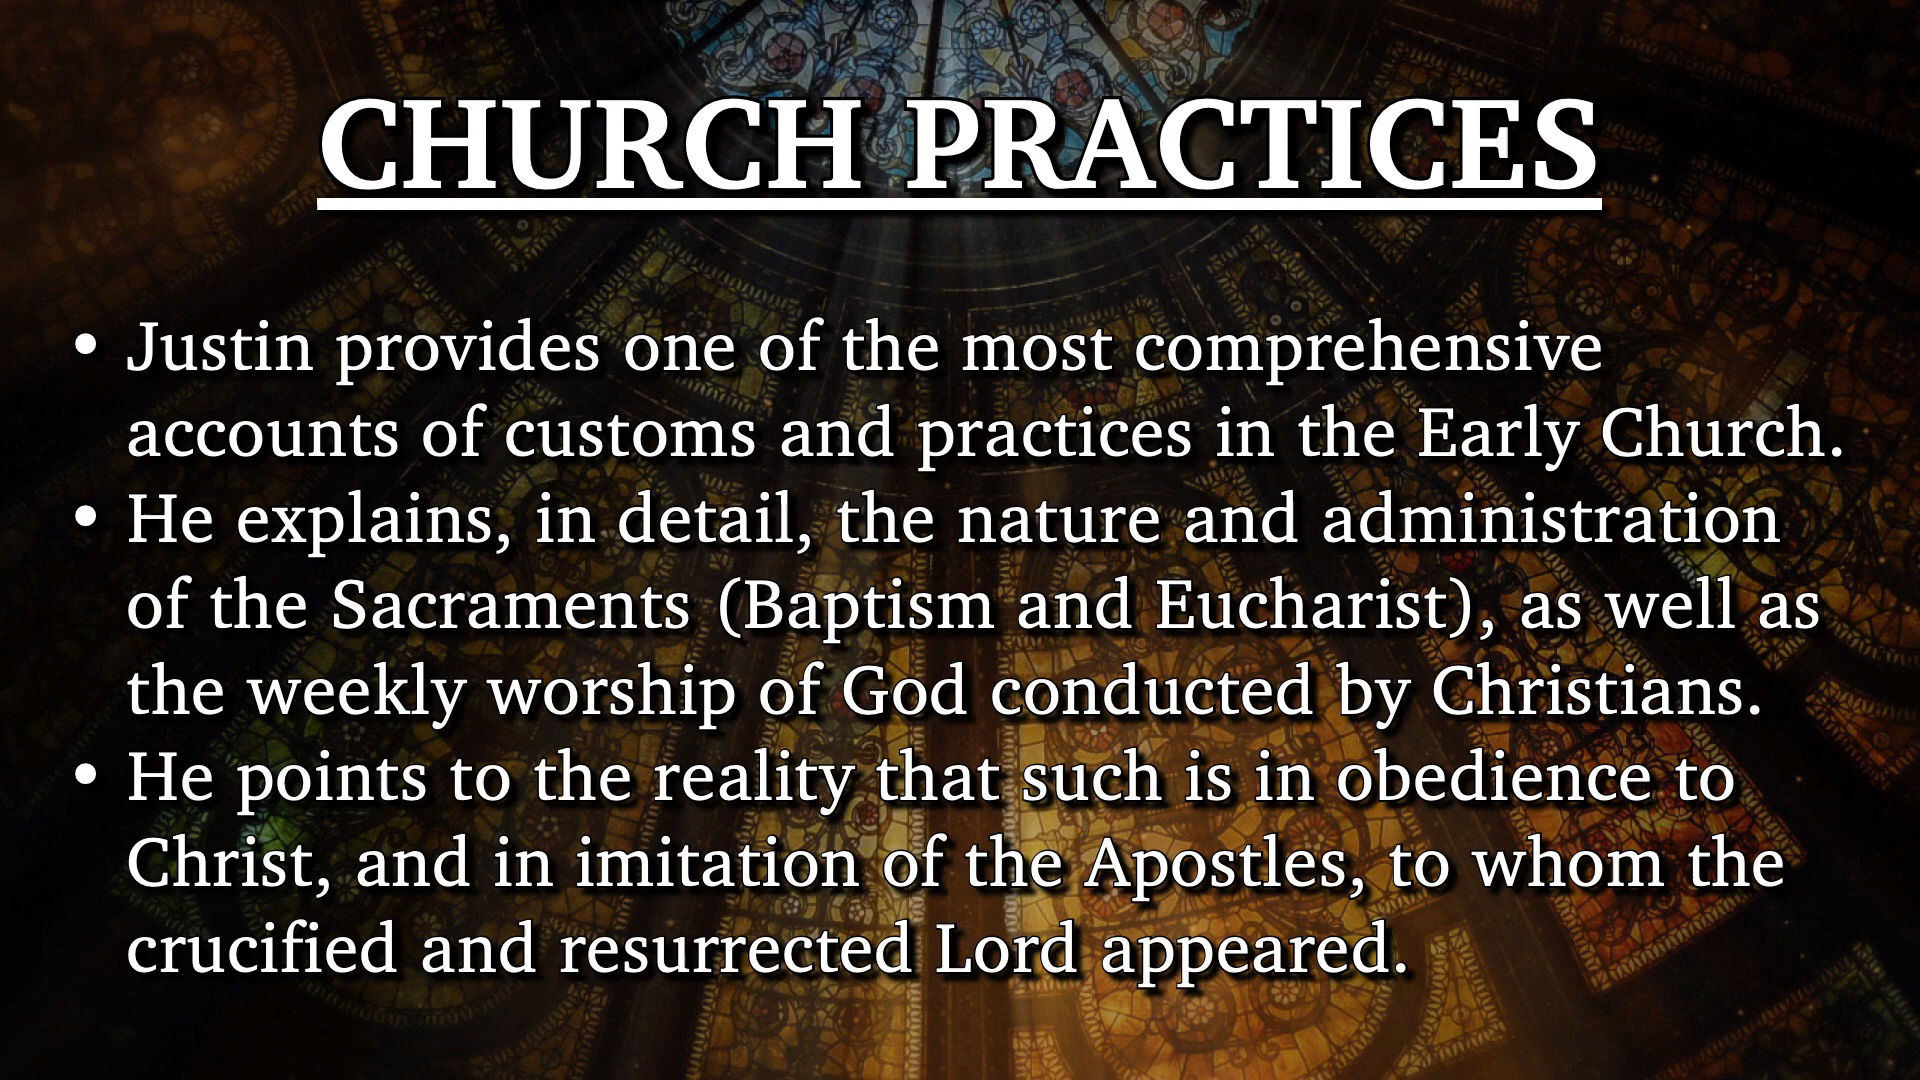 CHURCH PRACTICES
• Justin provides one of the most comprehensive
accounts of customs and practices in the Early Church.
• He explains, in detail, the nature and administration
of the Sacraments (Baptism and Eucharist), as well as
the weekly worship of God conducted by Christians.
• He points to the reality that such is in obedience to
Christ, and in imitation of the Apostles, to whom the
crucified and resurrected Lord appeared.